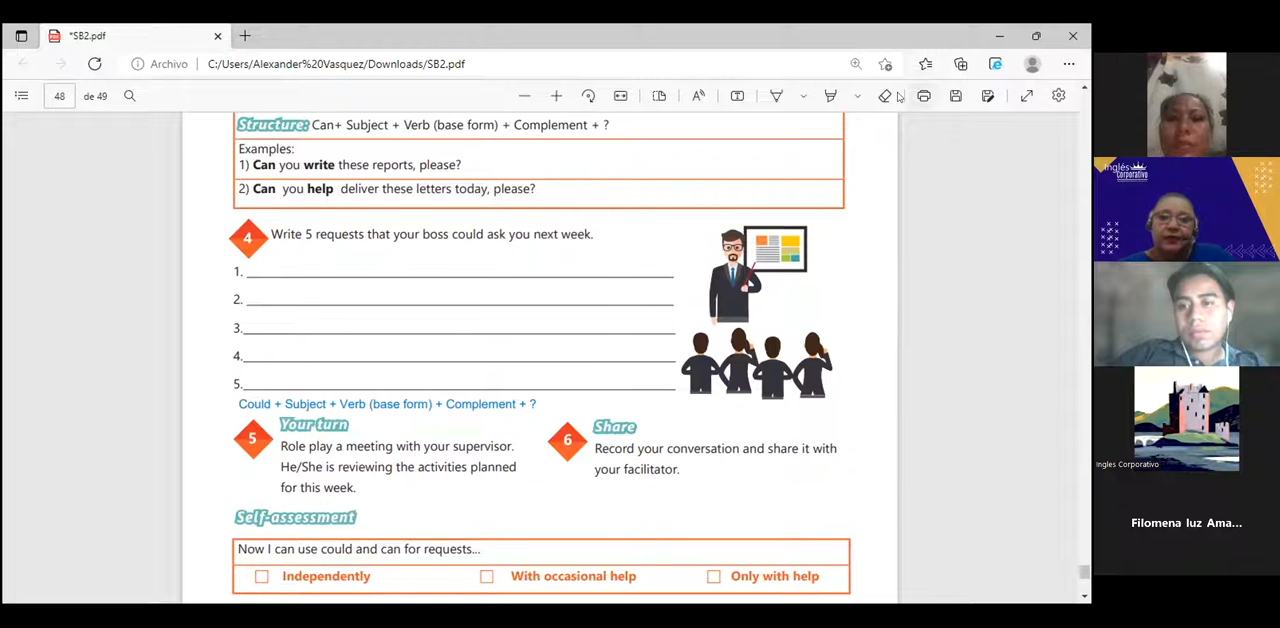 *SB2.pdf
Archivo
C:/Users/Alexander%20Vasquez/Downloads/SB2.pdf
48
de 49
Structure: Can+ Subject + Verb (base form) + Complement + ?
Examples:
1) Can you write these reports, please?
2) Can you help deliver these letters today, please?
4
Write 5 requests that your boss could ask you next week.
1.
2.
3.
4.
5.
Could + Subject + Verb (base form) + Complement + ?
5
Your turn
Role play a meeting with your supervisor.
He/She is reviewing the activities planned
for this week.
6
Share
Record your conversation and share it with
your facilitator.
Self-assessment
Now I can use could and can for requests...
Independently
With occasional help
Only with help
Inglés
Corporativo
Ingles Corporativo
Filomena luz Ama...